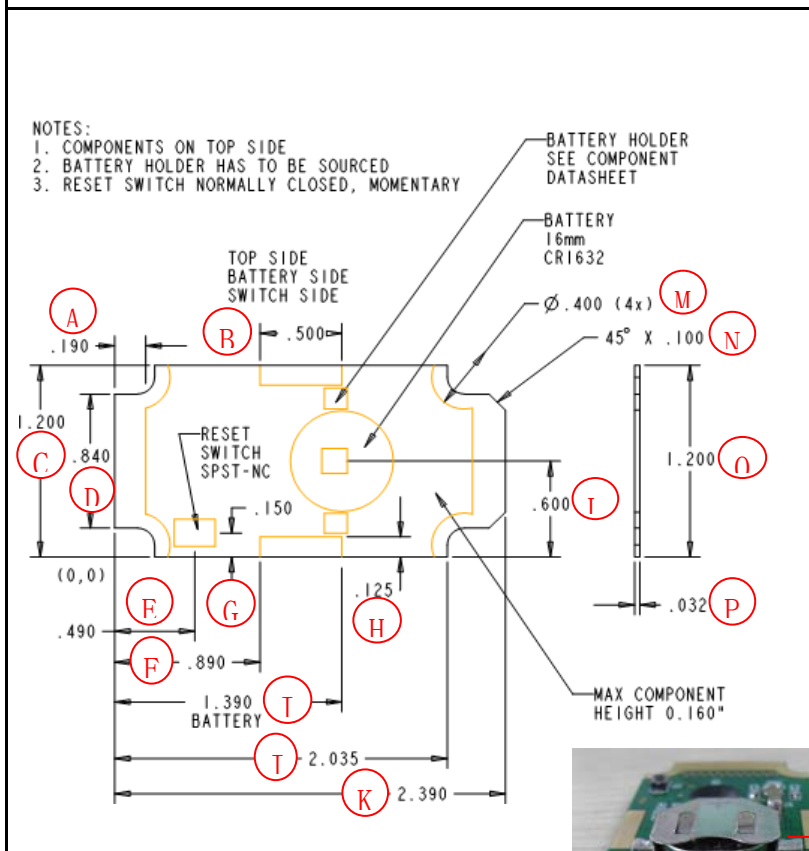 NOTES:
1. COMPONENTS ON TOP SIDE
2. BATTERY HOLDER HAS TO BE SOURCED
3. RESET SWITCH NORMALLY CLOSED, MOMENTARY
BATTERY HOLDER
SEE COMPONENT
DATASHEET
BATTERY
16mm
CR1632
TOP SIDE
BATTERY SIDE
SWITCH SIDE
A
.190
B
.500
Ø.400 (4x)
M
45° X .100
N
1.200
C
.840
D
RESET
SWITCH
SPST-NC
.150
.600
I
1.200
O
(0,0)
E
.490
G
.125
H
.032
P
F
.890
1.390
BATTERY
I
MAX COMPONENT
HEIGHT 0.160"
J
2.035
K
2.390